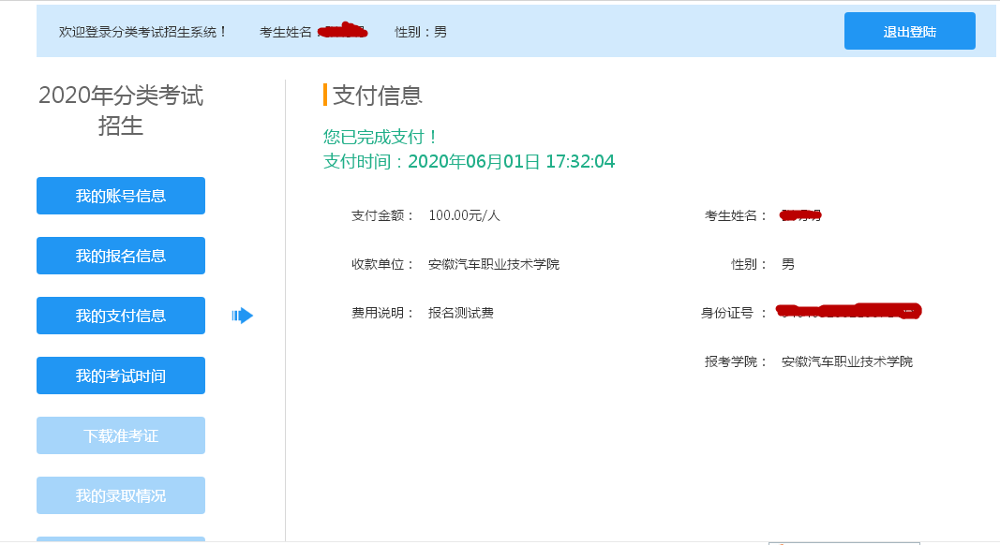 欢迎登录分类考试招生系统！ 考生姓名： 性别：男 退出登陆
2020年分类考试
招生
我的账号信息
我的报名信息
我的支付信息
我的考试时间
下载准考证
我的录取情况
支付信息
您已完成支付！
支付时间：2020年06月01日 17:32:04
支付金额： 100.00元/人
收款单位： 安徽汽车职业技术学院
费用说明： 报名测试费
考生姓名：
性别： 男
身份证号 ：
报考学院： 安徽汽车职业技术学院